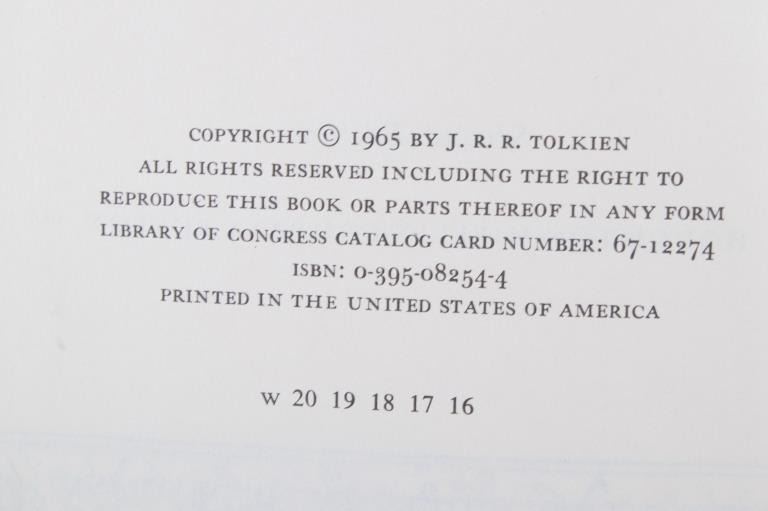 COPYRIGHT © 1965 BY J. R. R. TOLKIEN
ALL RIGHTS RESERVED INCLUDING THE RIGHT TO
REPRODUCE THIS BOOK OR PARTS THEREOF IN ANY FORM
LIBRARY OF CONGRESS CATALOG CARD NUMBER: 67-12274
ISBN: 0-395-08254-4
PRINTED IN THE UNITED STATES OF AMERICA
W 20 19 18 17 16